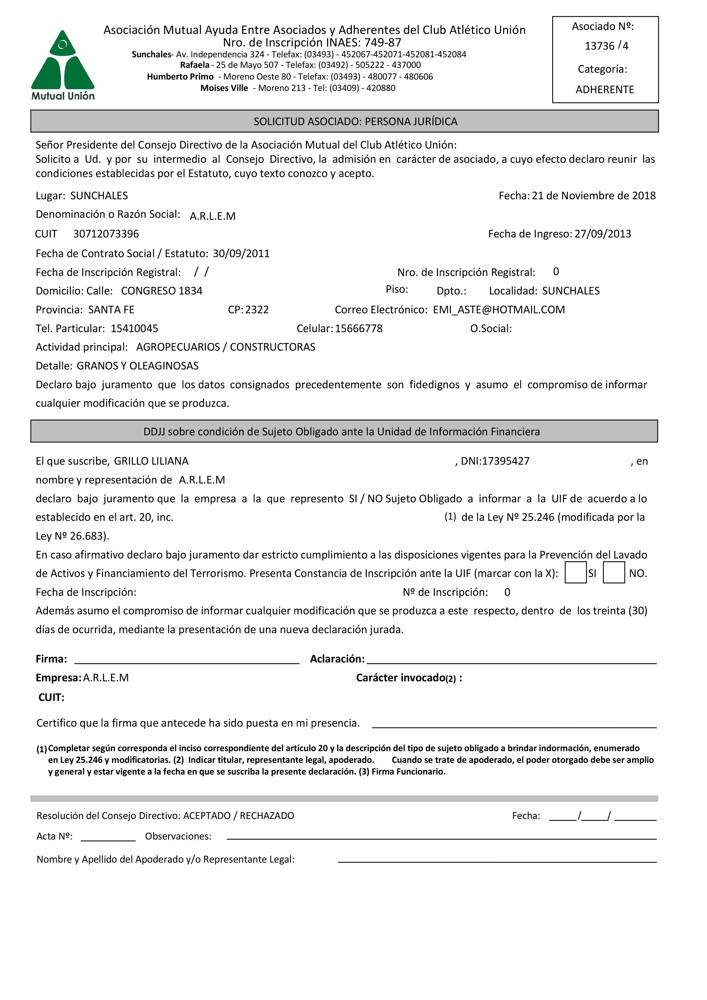 Asociación Mutual Ayuda Entre Asociados y Adherentes del Club Atlético Unión
Nro. de Inscripción INAES: 749-87
Sunchales- Av. Independencia 324 - Telefax: (03493) - 452067-452071-452081-452084
Rafaela - 25 de Mayo 507 - Telefax: (03492) - 505222 - 437000
Humberto Primo - Moreno Oeste 80 - Telefax: (03493) - 480077 - 480606
Moises Ville - Moreno 213 - Tel: (03409) - 420880
Mutual Unión
Asociado Nº:
13736 /4
Categoría:
ADHERENTE
SOLICITUD ASOCIADO: PERSONA JURÍDICA
Señor Presidente del Consejo Directivo de la Asociación Mutual del Club Atlético Unión:
Solicito a Ud. y por su intermedio al Consejo Directivo, la admisión en carácter de asociado, a cuyo efecto declaro reunir las
condiciones establecidas por el Estatuto, cuyo texto conozco y acepto.
Lugar: SUNCHALES Fecha: 21 de Noviembre de 2018
Denominación o Razón Social: A.R.L.E.M
CUIT 30712073396 Fecha de Ingreso: 27/09/2013
Fecha de Contrato Social / Estatuto: 30/09/2011
Fecha de Inscripción Registral: / / Nro. de Inscripción Registral: 0
Domicilio: Calle: CONGRESO 1834 Piso: Dpto.: Localidad: SUNCHALES
Provincia: SANTA FE CP: 2322 Correo Electrónico: EMI_ASTE@HOTMAIL.COM
Tel. Particular: 15410045 Celular: 15666778 O.Social:
Actividad principal: AGROPECUARIOS / CONSTRUCTORAS
Detalle: GRANOS Y OLEAGINOSAS
Declaro bajo juramento que los datos consignados precedentemente son fidedignos y asumo el compromiso de informar
cualquier modificación que se produzca.
DDJJ sobre condición de Sujeto Obligado ante la Unidad de Información Financiera
El que suscribe, GRILLO LILIANA , DNI:17395427 , en
nombre y representación de A.R.L.E.M
declaro bajo juramento que la empresa a la que represento SI / NO Sujeto Obligado a informar a la UIF de acuerdo a lo
establecido en el art. 20, inc. (1) de la Ley Nº 25.246 (modificada por la
Ley Nº 26.683).
En caso afirmativo declaro bajo juramento dar estricto cumplimiento a las disposiciones vigentes para la Prevención del Lavado
de Activos y Financiamiento del Terrorismo. Presenta Constancia de Inscripción ante la UIF (marcar con la X): SI NO.
Fecha de Inscripción: Nº de Inscripción: 0
Además asumo el compromiso de informar cualquier modificación que se produzca a este respecto, dentro de los treinta (30)
días de ocurrida, mediante la presentación de una nueva declaración jurada.
Firma: Aclaración:
Empresa: A.R.L.E.M Carácter invocado(2) :
CUIT:
Certifico que la firma que antecede ha sido puesta en mi presencia.
(1) Completar según corresponda el inciso correspondiente del artículo 20 y la descripción del tipo de sujeto obligado a brindar indormación, enumerado
en Ley 25.246 y modificatorias. (2) Indicar titular, representante legal, apoderado. Cuando se trate de apoderado, el poder otorgado debe ser amplio
y general y estar vigente a la fecha en que se suscriba la presente declaración. (3) Firma Funcionario.
Resolución del Consejo Directivo: ACEPTADO / RECHAZADO Fecha: _____/_____/ _______
Acta Nº: Observaciones:
Nombre y Apellido del Apoderado y/o Representante Legal: